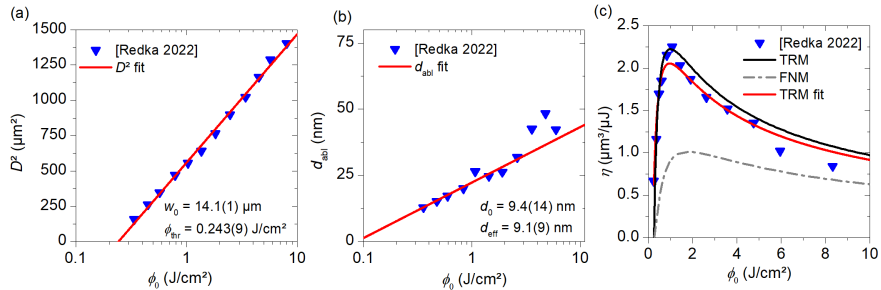 (a)
1500
1250
1000
750
500
250
0
D² (µm²)
[Redka 2022]
D² fit
w₀ = 14.1(1) µm
ϕthr = 0.243(9) J/cm²
0.1
1
10
ϕ₀ (J/cm²)
(b)
75
50
25
0
dabl (nm)
[Redka 2022]
dabl fit
d₀ = 9.4(14) nm
deff = 9.1(9) nm
0.1
1
10
ϕ₀ (J/cm²)
(c)
2.5
2.0
1.5
1.0
0.5
0.0
η (µm³/µJ)
[Redka 2022]
TRM
FNM
TRM fit
0
2
4
6
8
10
ϕ₀ (J/cm²)